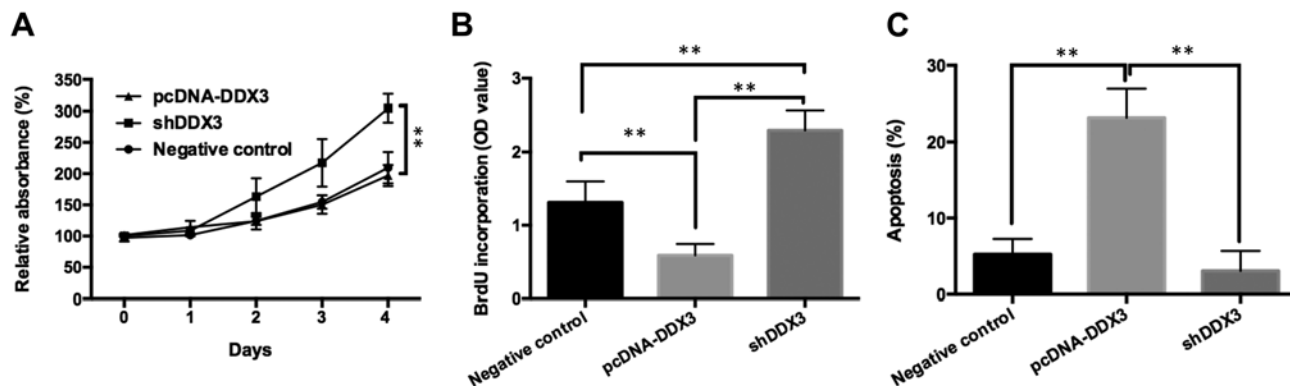 A
Relative absorbance (%)
350
300
250
200
150
100
50
0
0 1 2 3 4
Days
pcDNA-DDX3
shDDX3
Negative control
**
B
BrdU incorporation (OD value)
3
2
1
0
**
**
**
Negative control
pcDNA-DDX3
shDDX3
C
Apoptosis (%)
30
20
10
0
** **
Negative control
pcDNA-DDX3
shDDX3